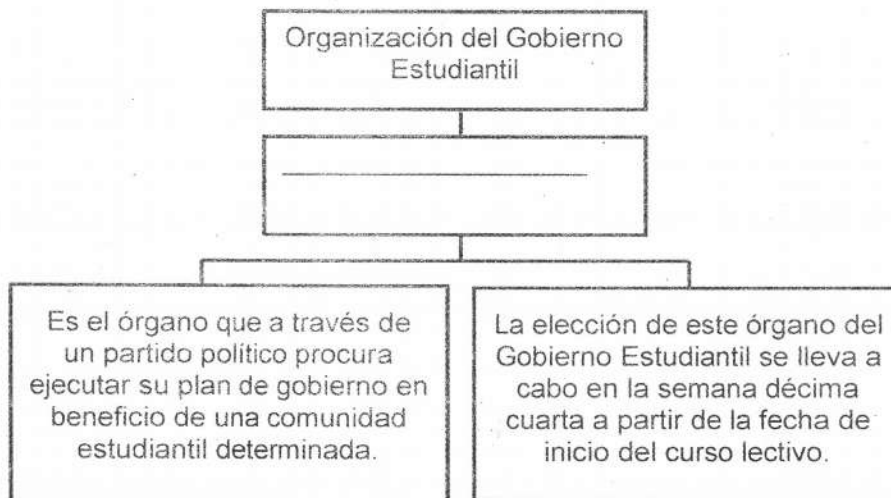 Organización del Gobierno
Estudiantil
Es el órgano que a través de
un partido político procura
ejecutar su plan de gobierno en
beneficio de una comunidad
estudiantil determinada.
La elección de este órgano del
Gobierno Estudiantil se lleva a
cabo en la semana décima
cuarta a partir de la fecha de
inicio del curso lectivo.